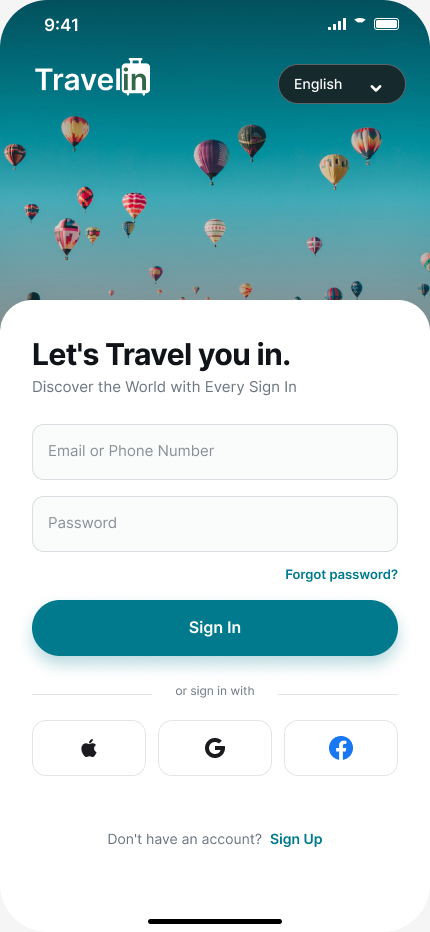 9:41
Travelin
English
Let's Travel you in.
Discover the World with Every Sign In
Email or Phone Number
Password
Forgot password?
Sign In
or sign in with
Don't have an account? Sign Up